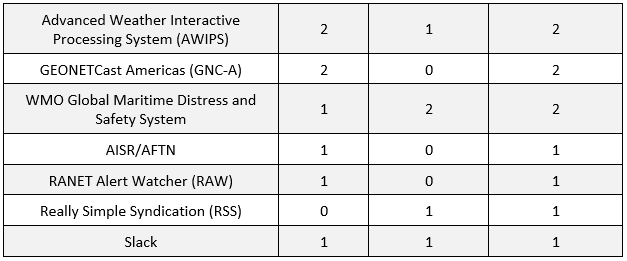 Advanced Weather Interactive
Processing System (AWIPS) 2 1 2
GEONETCast Americas (GNC-A) 2 0 2
WMO Global Maritime Distress and
Safety System 1 2 2
AISR/AFTN 1 0 1
RANET Alert Watcher (RAW) 1 0 1
Really Simple Syndication (RSS) 0 1 1
Slack 1 1 1